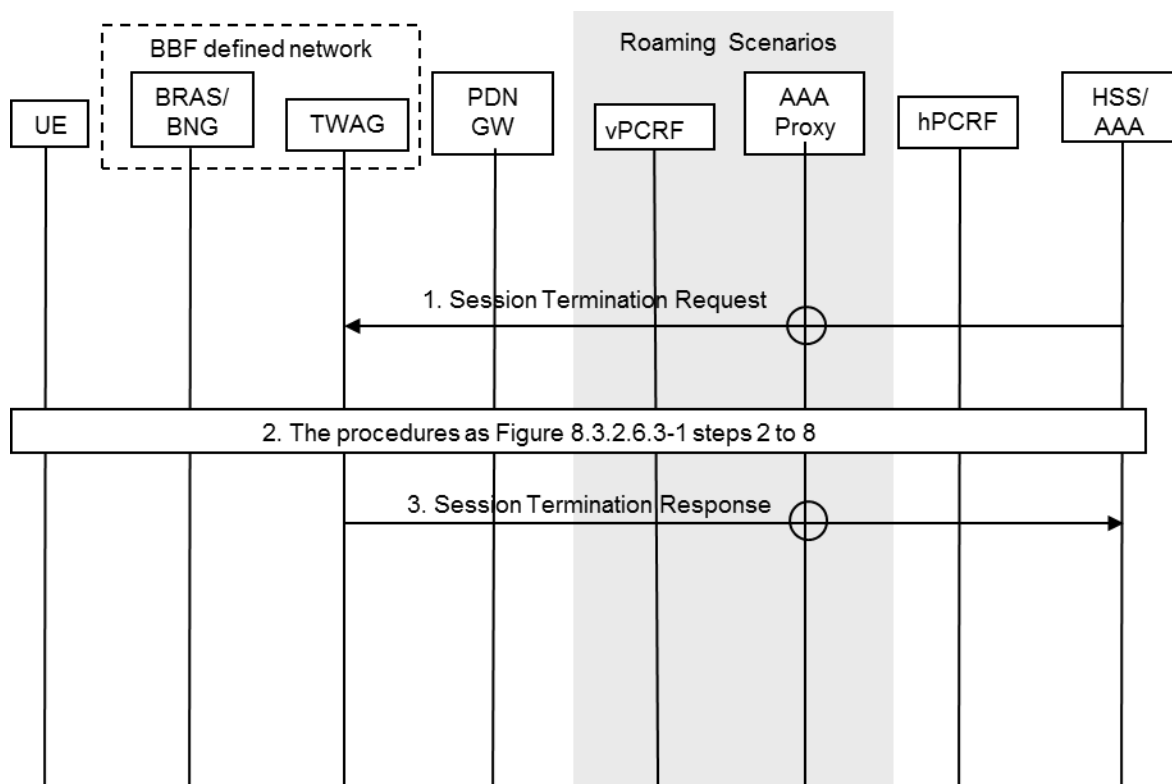 BBF defined network
Roaming Scenarios
UE
BRAS/
BNG
TWAG
PDN
GW
vPCRF
AAA
Proxy
hPCRF
HSS/
AAA
1. Session Termination Request
2. The procedures as Figure 8.3.2.6.3-1 steps 2 to 8
3. Session Termination Response